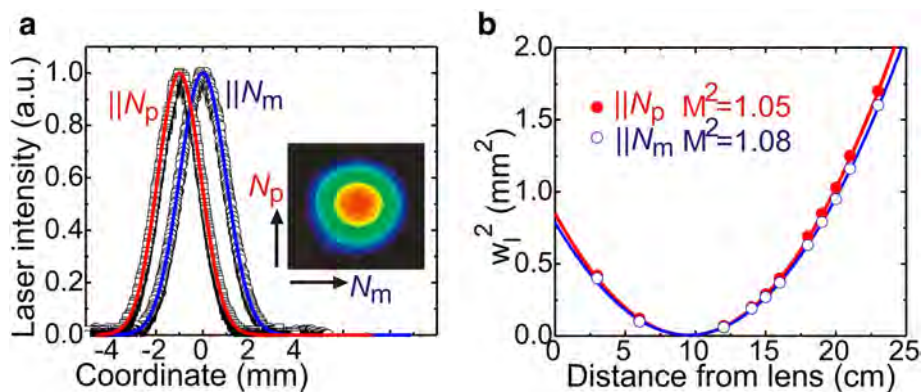 a
Laser intensity (a.u.)
1.0
0.8
0.6
0.4
0.2
0.0
||Np
||Nm
Np
Nm
-4 -2 0 2 4
Coordinate (mm)
b
wl² (mm²)
2.0
1.5
1.0
0.5
0.0
||Np M²=1.05
||Nm M²=1.08
0 5 10 15 20 25
Distance from lens (cm)